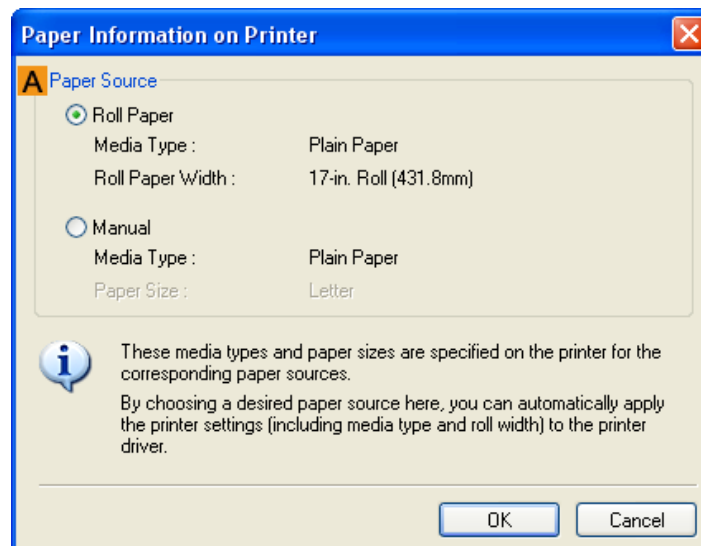 Paper Information on Printer
A Paper Source
Roll Paper
Media Type : Plain Paper
Roll Paper Width : 17-in. Roll (431.8mm)
Manual
Media Type : Plain Paper
Paper Size : Letter
These media types and paper sizes are specified on the printer for the
corresponding paper sources.
By choosing a desired paper source here, you can automatically apply
the printer settings (including media type and roll width) to the printer
driver.
OK Cancel